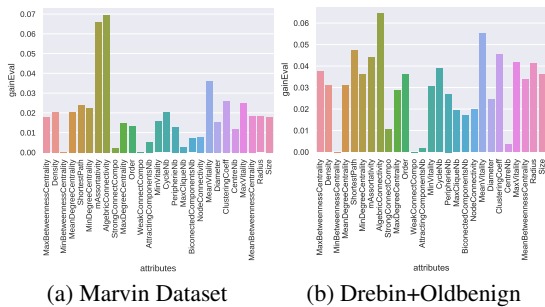 0.07
0.06
0.05
0.04
0.03
0.02
0.01
0.00
gainEval
MaxBetweennessCentrality
Density
MinBetweennessCentrality
MeanDegreeCentrality
ShortestPath
MinDegreeCentrality
mAssortativity
AlgebraicConnectivity
StrongConnectCompo
MaxDegreeCentrality
Order
WeakConnectCompo
AttractingComponentsNb
MinVitality
CycleNb
PeripherieNb
MaxCliqueNb
BiconnectedComponentsNb
NodeConnectivity
MeanVitality
Diameter
ClusteringCoeff
CentreNb
MaxVitality
MeanBetweennessCentrality
Radius
Size
attributes
(a) Marvin Dataset
0.06
0.05
0.04
0.03
0.02
0.01
0.00
gainEval
MaxBetweennessCentrality
Density
MinBetweennessCentrality
MeanDegreeCentrality
ShortestPath
MinDegreeCentrality
mAssortativity
AlgebraicConnectivity
StrongConnectCompo
MaxDegreeCentrality
Order
WeakConnectCompo
AttractingComponentsNb
MinVitality
CycleNb
PeripherieNb
MaxCliqueNb
BiconnectedComponentsNb
NodeConnectivity
MeanVitality
Diameter
ClusteringCoeff
CentreNb
MaxVitality
MeanBetweennessCentrality
Radius
Size
attributes
(b) Drebin+Oldbenign